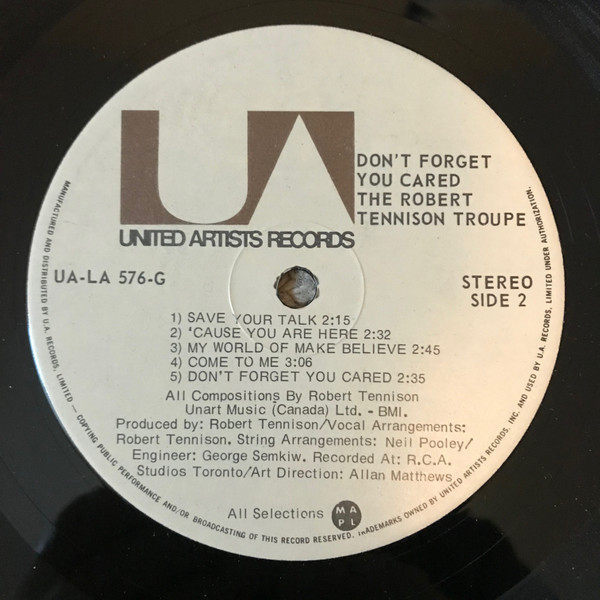 UA
UNITED ARTISTS RECORDS
DON'T FORGET
YOU CARED
THE ROBERT
TENNISON TROUPE
UA-LA 576-G
STEREO
SIDE 2
1) SAVE YOUR TALK 2:15
2) ‘CAUSE YOU ARE HERE 2:32
3) MY WORLD OF MAKE BELIEVE 2:45
4) COME TO ME 3:06
5) DON'T FORGET YOU CARED 2:35
All Compositions By Robert Tennison
Unart Music (Canada) Ltd. - BMI.
Produced by: Robert Tennison/Vocal Arrangements:
Robert Tennison. String Arrangements: Neil Pooley/
Engineer: George Semkiw. Recorded At: R.C.A.
Studios Toronto/Art Direction: Allan Matthews
All Selections
M A
P L
MANUFACTURED AND DISTRIBUTED BY U.A. RECORDS, LIMITED — COPYING PUBLIC PERFORMANCE AND/OR BROADCASTING OF THIS RECORD RESERVED. TRADEMARKS OWNED BY UNITED ARTISTS RECORDS, INC. AND USED BY U.A. RECORDS, LIMITED UNDER AUTHORIZATION.